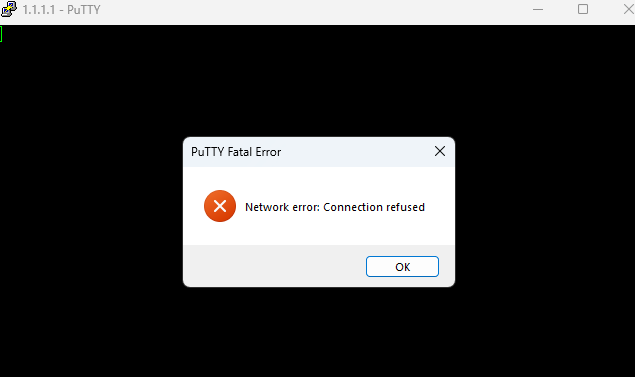 1.1.1.1 - PuTTY
PuTTY Fatal Error
Network error: Connection refused
OK